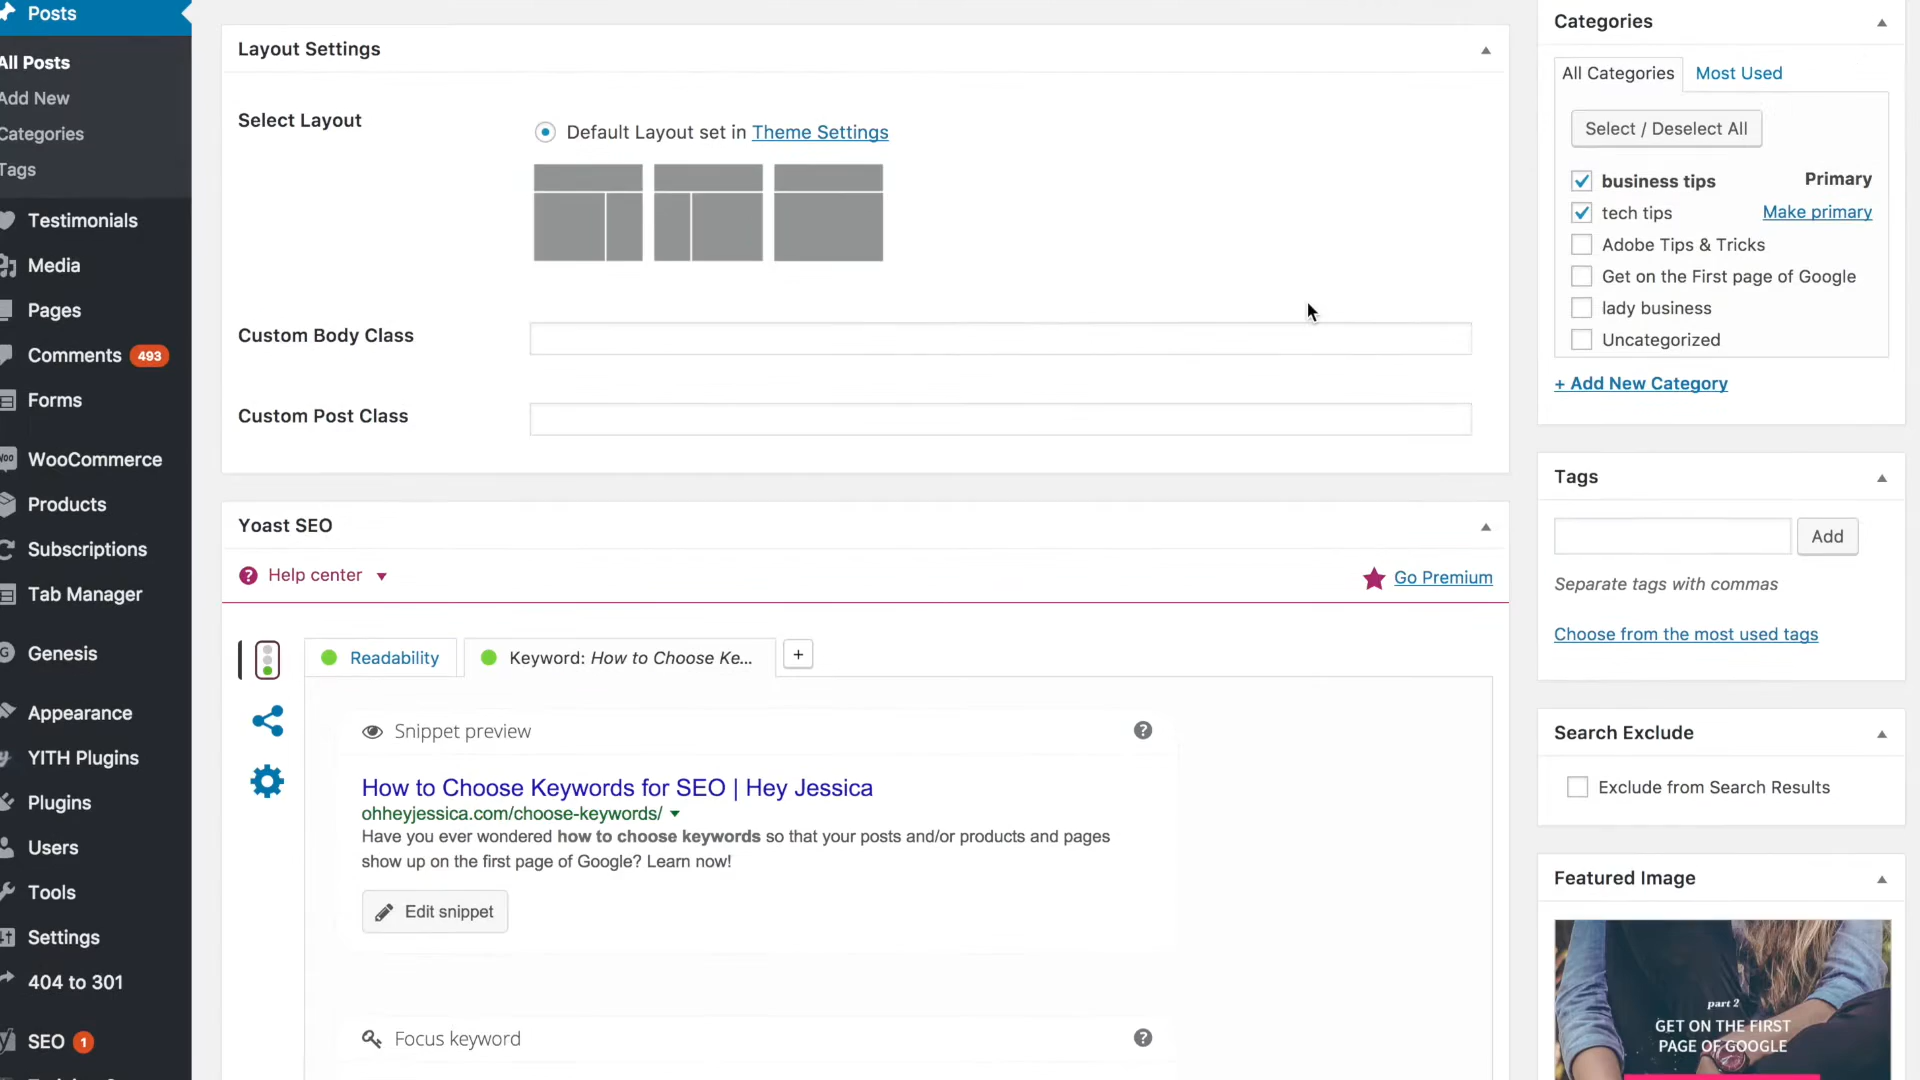 Posts
All Posts
Add New
Categories
Tags
Testimonials
Media
Pages
Comments 493
Forms
WooCommerce
Products
Subscriptions
Tab Manager
Genesis
Appearance
YITH Plugins
Plugins
Users
Tools
Settings
404 to 301
SEO 1
Layout Settings
Select Layout
Default Layout set in Theme Settings
Custom Body Class
Custom Post Class
Yoast SEO
Help center
Go Premium
Readability
Keyword: How to Choose Ke...
+
Snippet preview
How to Choose Keywords for SEO | Hey Jessica
ohheyjessica.com/choose-keywords/
Have you ever wondered how to choose keywords so that your posts and/or products and pages
show up on the first page of Google? Learn now!
Edit snippet
Focus keyword
Categories
All Categories
Most Used
Select / Deselect All
business tips Primary
tech tips Make primary
Adobe Tips & Tricks
Get on the First page of Google
lady business
Uncategorized
+ Add New Category
Tags
Add
Separate tags with commas
Choose from the most used tags
Search Exclude
Exclude from Search Results
Featured Image
part 2
GET ON THE FIRST
PAGE OF GOOGLE